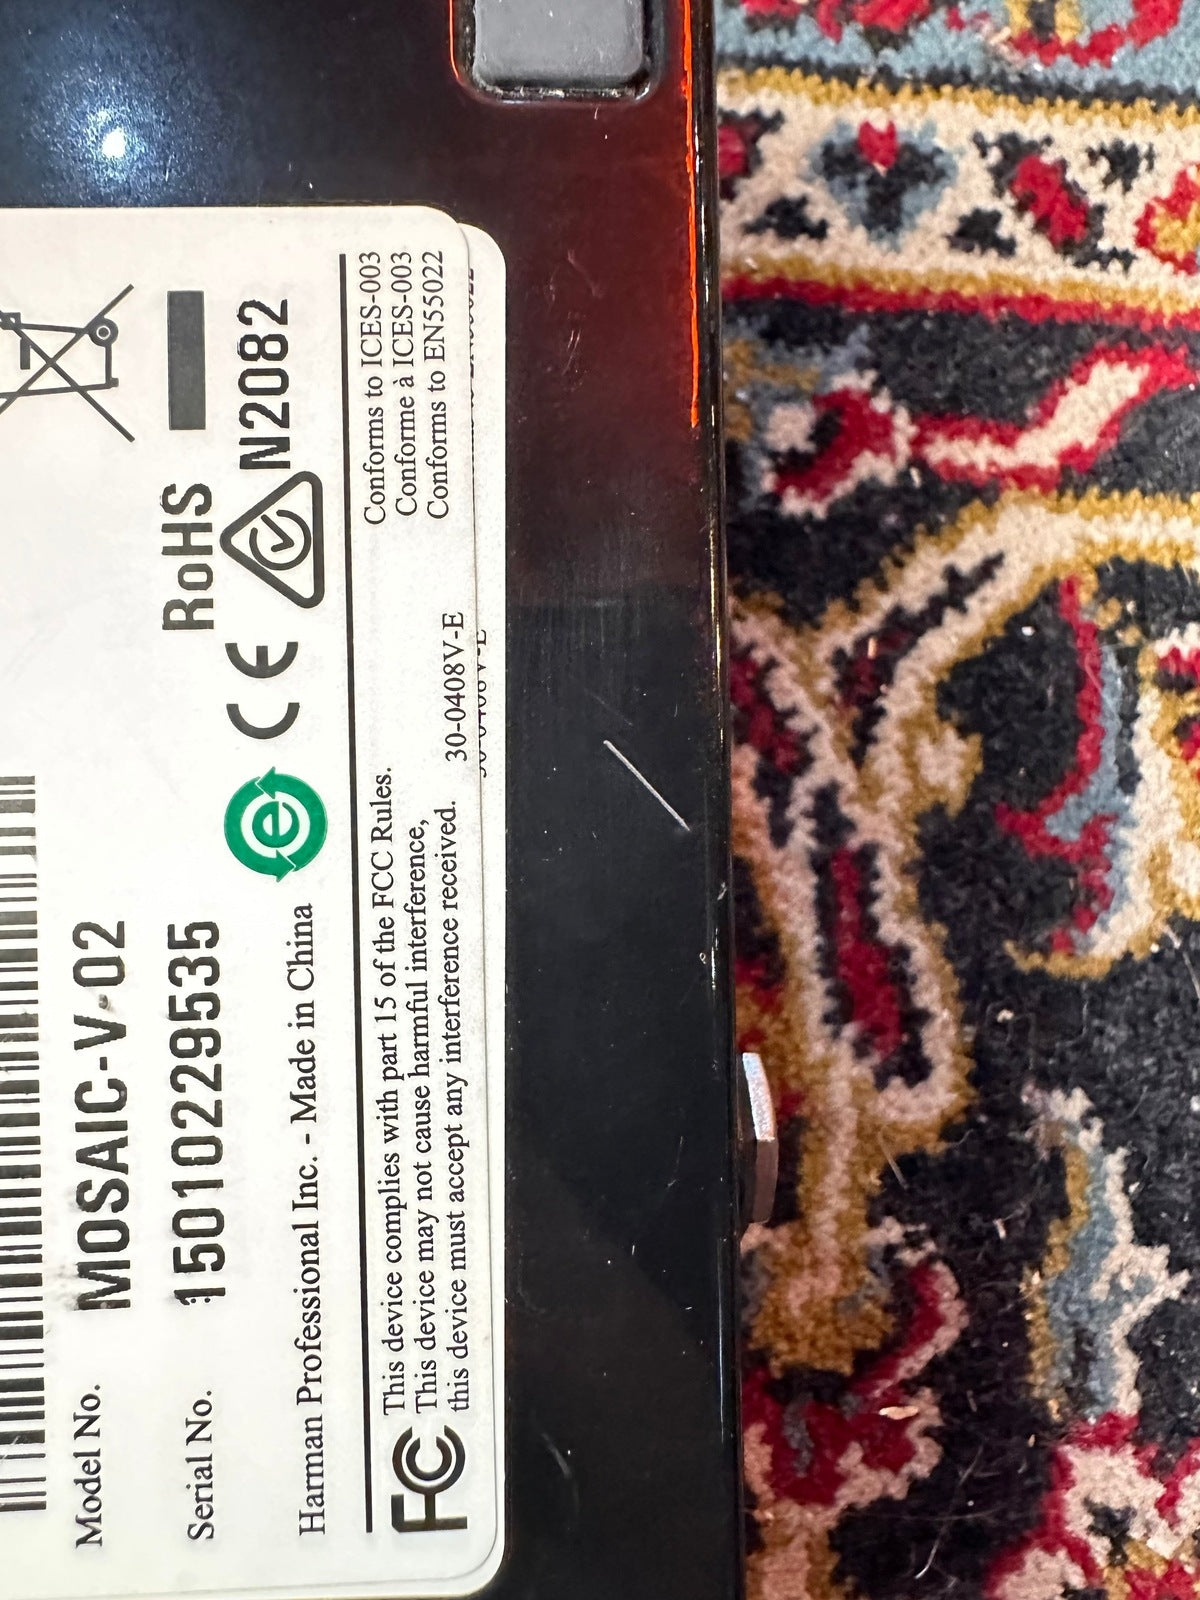 Model No. MOSAIC-V-02
Serial No. 15010229535
RoHS
Harman Professional Inc. - Made in China
e
CE
N2082
FC
This device complies with part 15 of the FCC Rules.
This device may not cause harmful interference,
this device must accept any interference received.
30-0408V-E
Conforms to ICES-003
Conforme à ICES-003
Conforms to EN55022